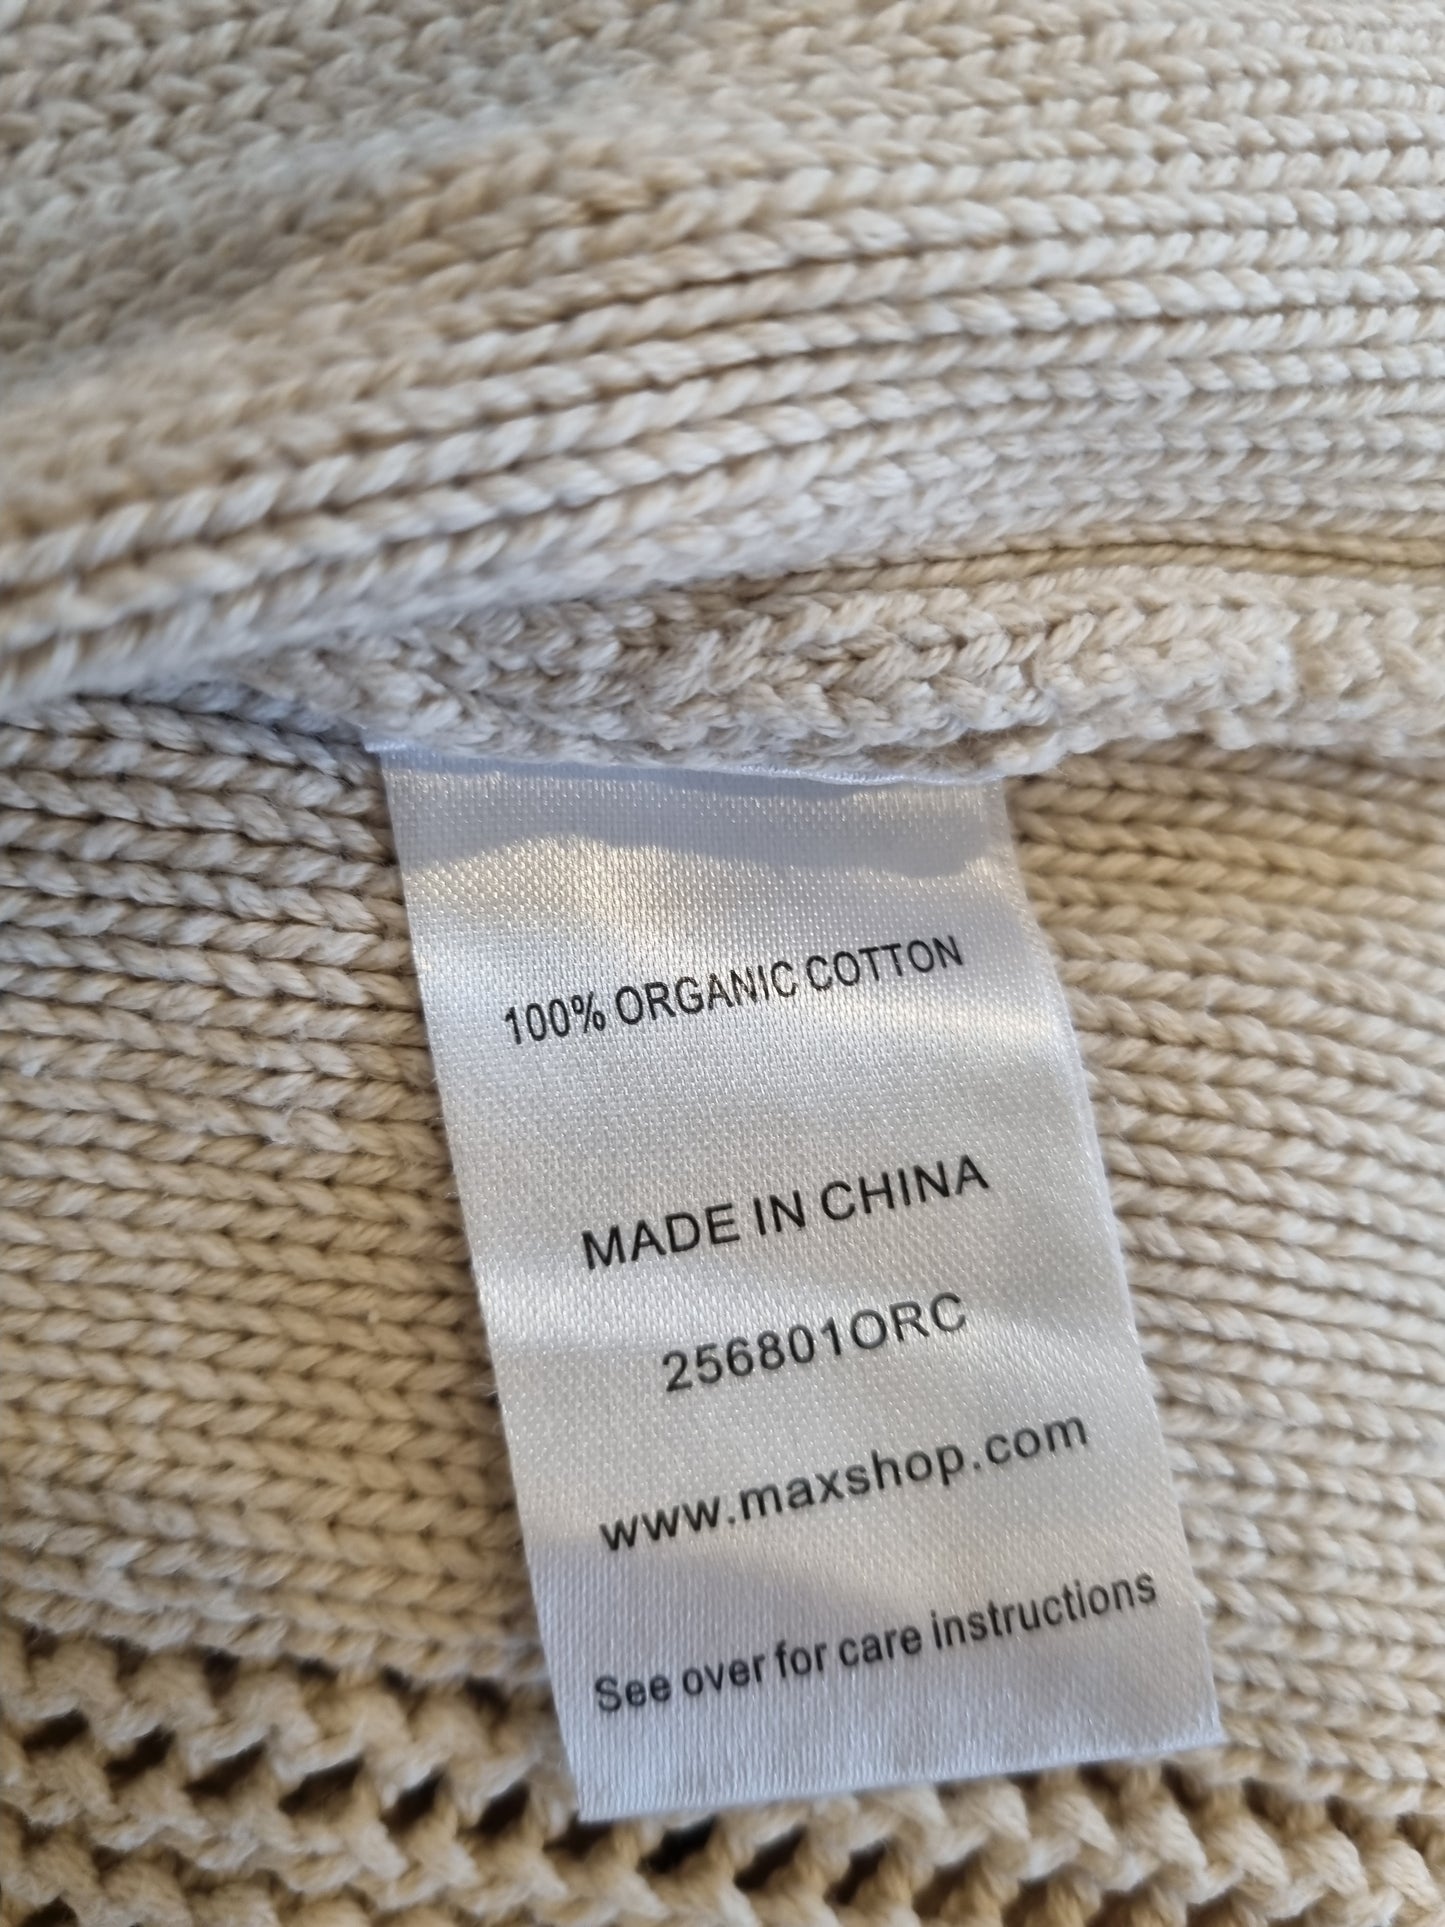 100% ORGANIC COTTON
MADE IN CHINA
256801ORC
www.maxshop.com
See over for care instructions